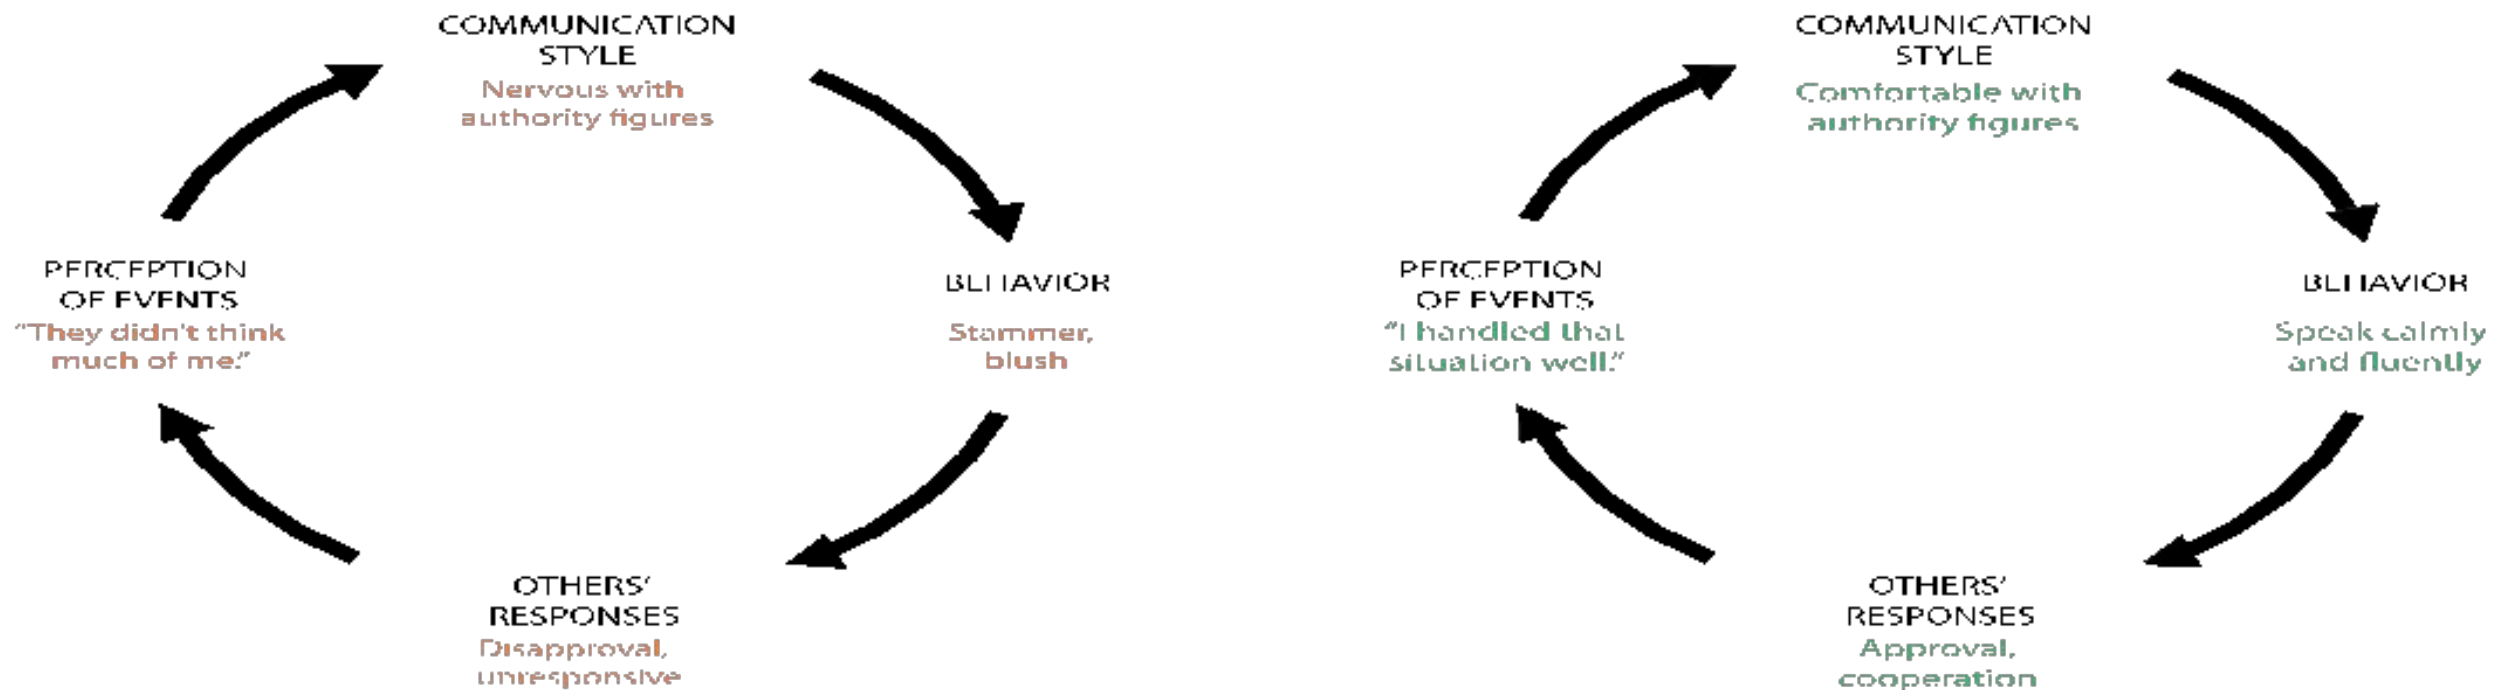 COMMUNICATION
STYLE
Nervous with
authority figures
BEHAVIOR
Stammer,
blush
OTHERS'
RESPONSES
Disapproval,
unresponsive
PERCEPTION
OF EVENTS
"They didn't think
much of me."
COMMUNICATION
STYLE
Comfortable with
authority figures
BEHAVIOR
Speak calmly
and fluently
OTHERS'
RESPONSES
Approval,
cooperation
PERCEPTION
OF EVENTS
"I handled that
situation well."